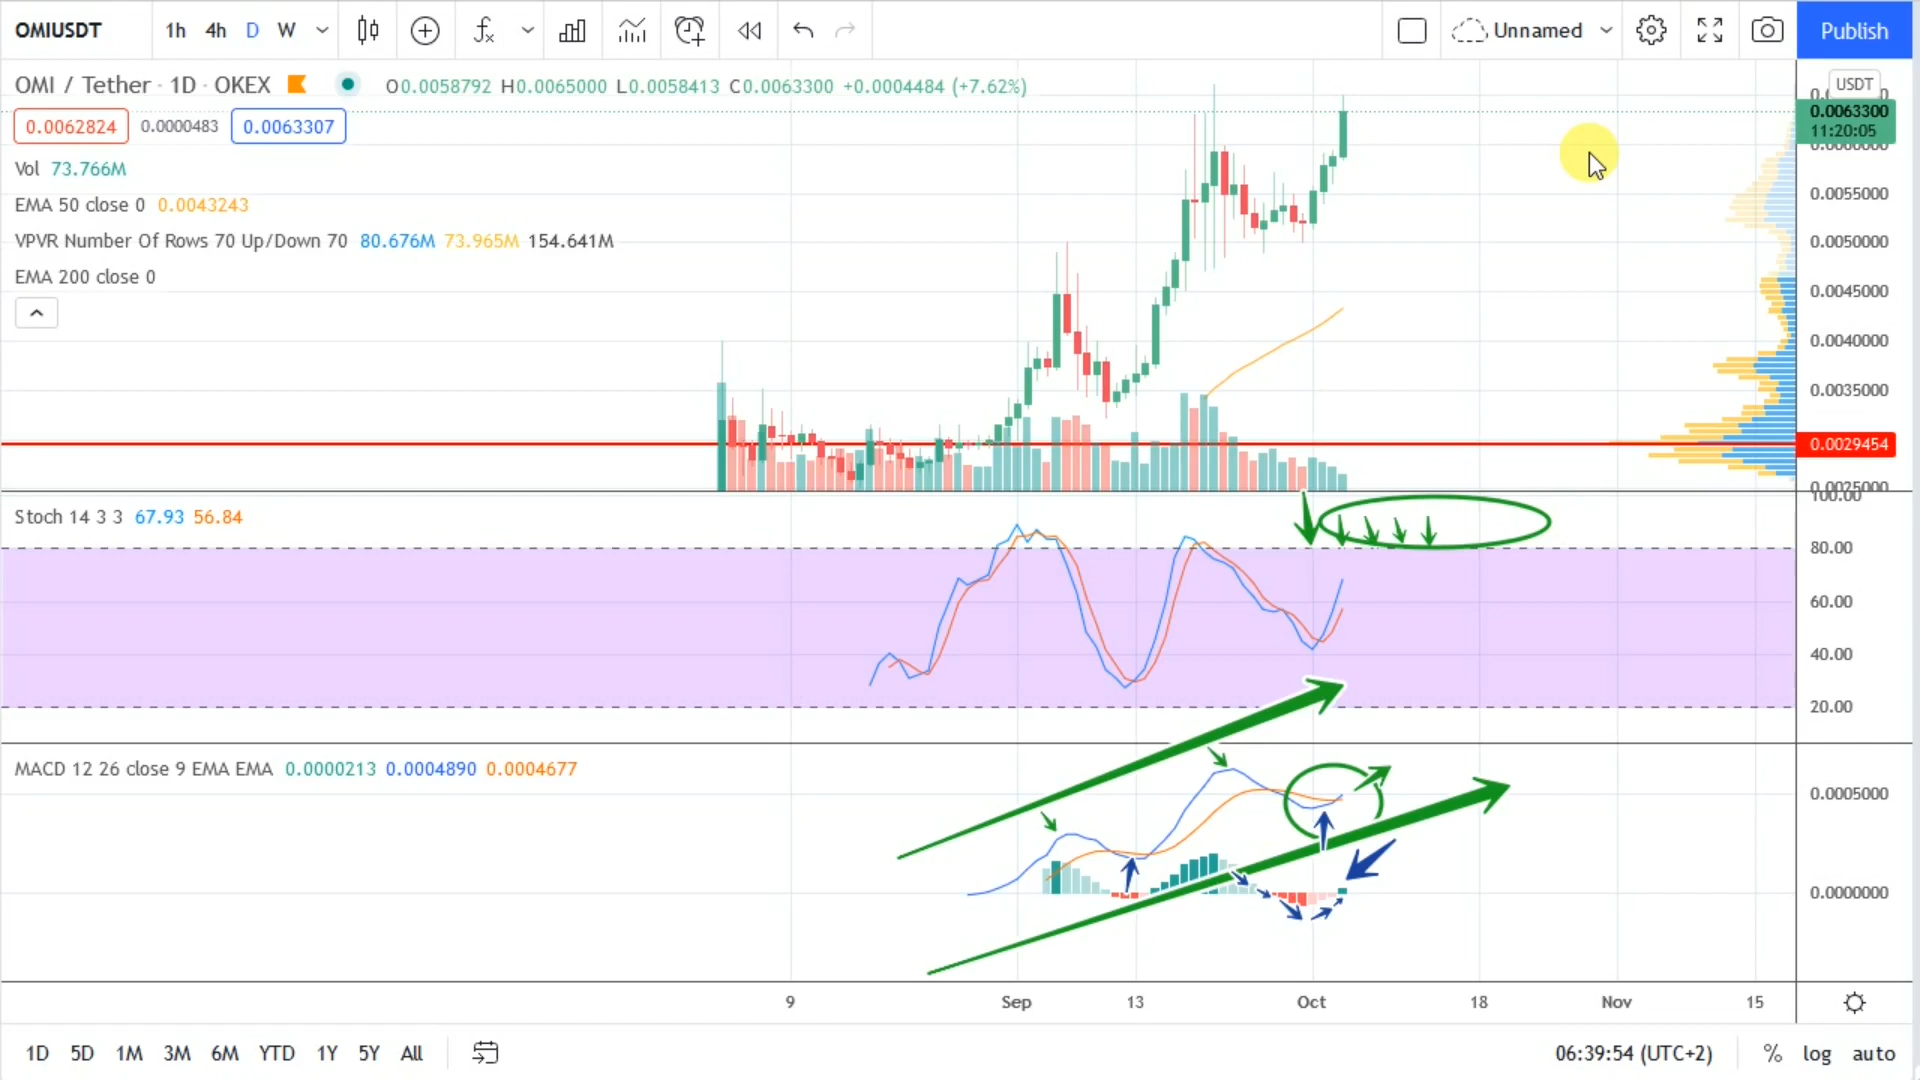 OMIUSDT 1h 4h D W Unnamed Publish
OMI / Tether · 1D · OKEX O0.0058792 H0.0065000 L0.0058413 C0.0063300 +0.0004484 (+7.62%)
USDT
0.0062824 0.0000483 0.0063307
0.0063300
11:20:05
Vol 73.766M
EMA 50 close 0 0.0043243
VPVR Number Of Rows 70 Up/Down 70 80.676M 73.965M 154.641M
EMA 200 close 0
0.0060000
0.0055000
0.0050000
0.0045000
0.0040000
0.0035000
0.0029454
0.0025000
Stoch 14 3 3 67.93 56.84
100.00
80.00
60.00
40.00
20.00
MACD 12 26 close 9 EMA EMA 0.0000213 0.0004890 0.0004677
0.0005000
0.0000000
9 Sep 13 Oct 18 Nov 15
1D 5D 1M 3M 6M YTD 1Y 5Y All 06:39:54 (UTC+2) % log auto